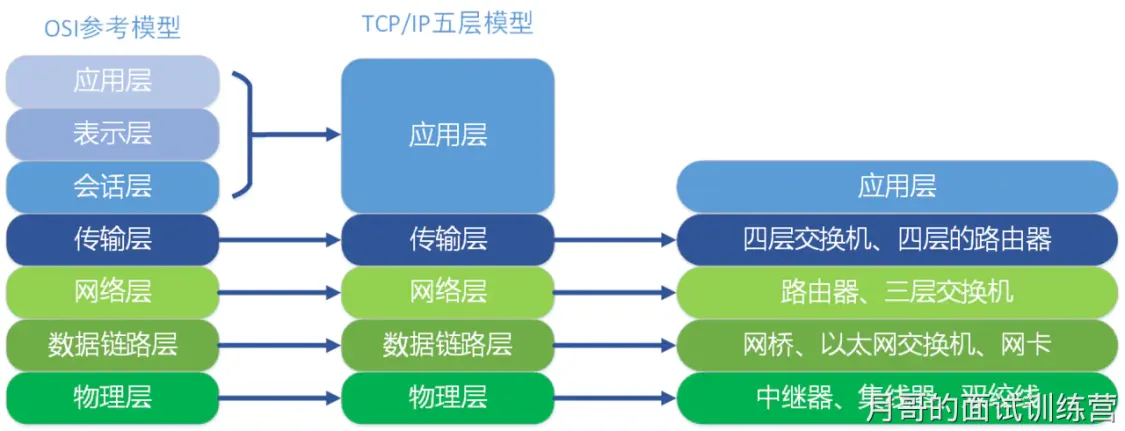 OSI参考模型
TCP/IP五层模型
应用层
表示层
会话层
传输层
网络层
数据链路层
物理层
应用层
传输层
网络层
数据链路层
物理层
应用层
四层交换机、四层的路由器
路由器、三层交换机
网桥、以太网交换机、网卡
中继器、集线器、双绞线
月哥的面试训练营